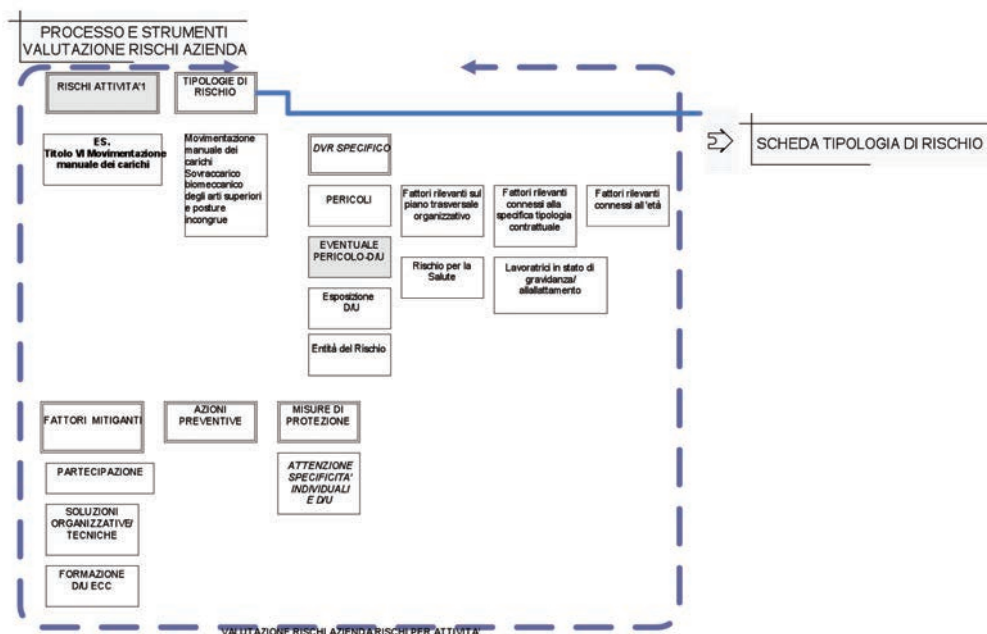 PROCESSO E STRUMENTI
VALUTAZIONE RISCHI AZIENDA
RISCHI ATTIVITA'1
TIPOLOGIE DI
RISCHIO
SCHEDA TIPOLOGIA DI RISCHIO
ES.
Titolo VI Movimentazione
manuale dei carichi
Movimentazione
manuale dei
carichi
Sovraccarico
biomeccanico
degli arti superiori
e posture
incongrue
DVR SPECIFICO
PERICOLI
Fattori rilevanti sul
piano trasversale
organizzativo
Fattori rilevanti
connessi alla
specifica tipologia
contrattuale
Fattori rilevanti
connessi all'età
EVENTUALE
PERICOLO-D/U
Rischio per la
Salute
Lavoratrici in stato di
gravidanza/
allallattamento
Esposizione
D/U
Entità del Rischio
FATTORI MITIGANTI
AZIONI
PREVENTIVE
MISURE DI
PROTEZIONE
PARTECIPAZIONE
ATTENZIONE
SPECIFICITA'
INDIVIDUALI
E D/U
SOLUZIONI
ORGANIZZATIVE/
TECNICHE
FORMAZIONE
D/U ECC
VALUTAZIONE RISCHI AZIENDA RISCHI PER ATTIVITA'